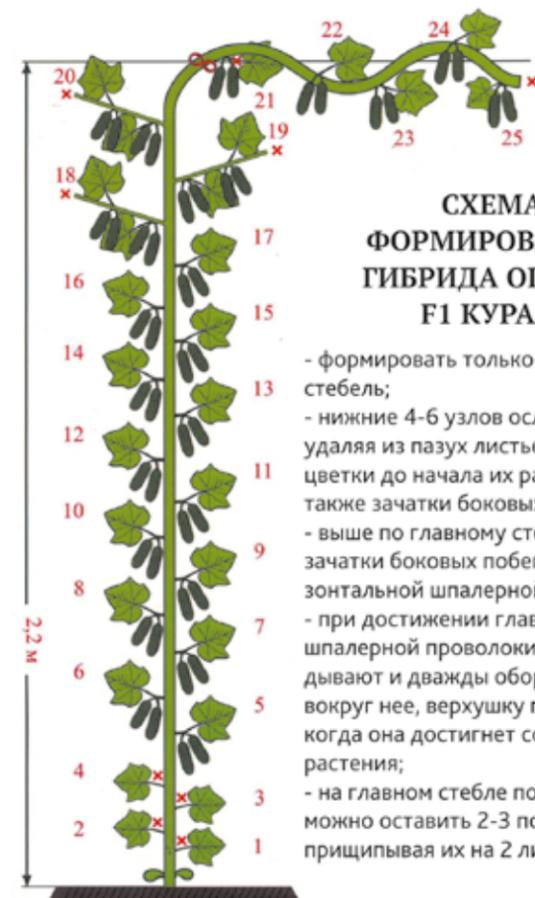 22
24
20
21
19
23
25
18
СХЕМА
ФОРМИРОВ
ГИБРИДА ОГ
F1 КУРА
17
16
15
14
13
12
11
10
9
8
7
2,2 м
6
5
4
3
2
1
- формировать только
стебель;
- нижние 4-6 узлов осл
удаляя из пазух листье
цветки до начала их ра
также зачатки боковых
- выше по главному сте
зачатки боковых побег
зонтальной шпалерной
- при достижении глав
шпалерной проволоки
дывают и дважды обор
вокруг нее, верхушку п
когда она достигнет со
растения;
- на главном стебле по
можно оставить 2-3 по
прищипывая их на 2 ли